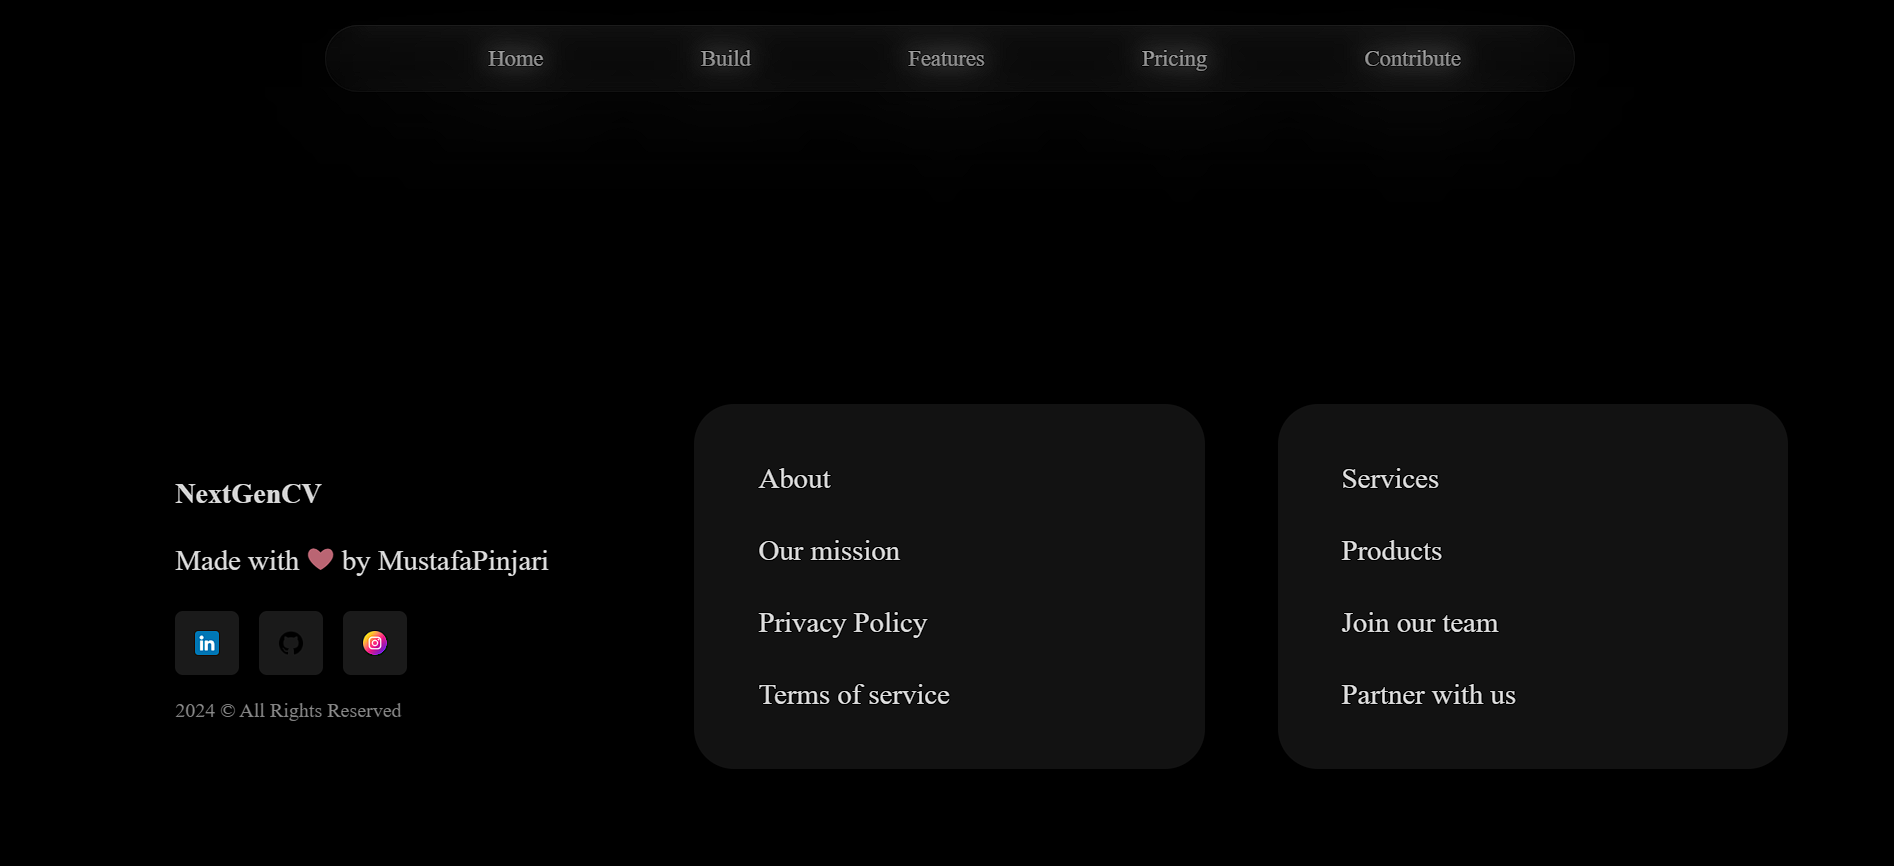 Home Build Features Pricing Contribute
NextGenCV
Made with ❤ by MustafaPinjari
in
2024 © All Rights Reserved
About
Our mission
Privacy Policy
Terms of service
Services
Products
Join our team
Partner with us